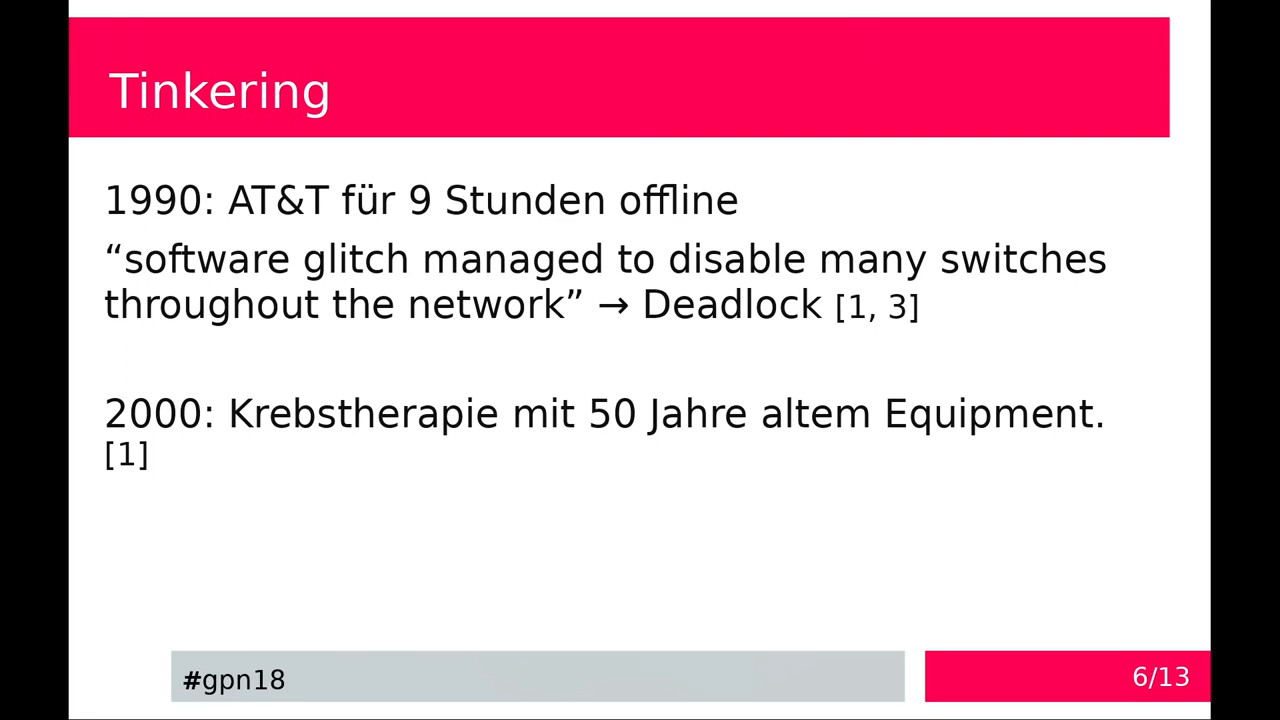 Tinkering
1990: AT&T für 9 Stunden offline
“software glitch managed to disable many switches
throughout the network” → Deadlock [1, 3]
2000: Krebstherapie mit 50 Jahre altem Equipment.
[1]
#gpn18
6/13